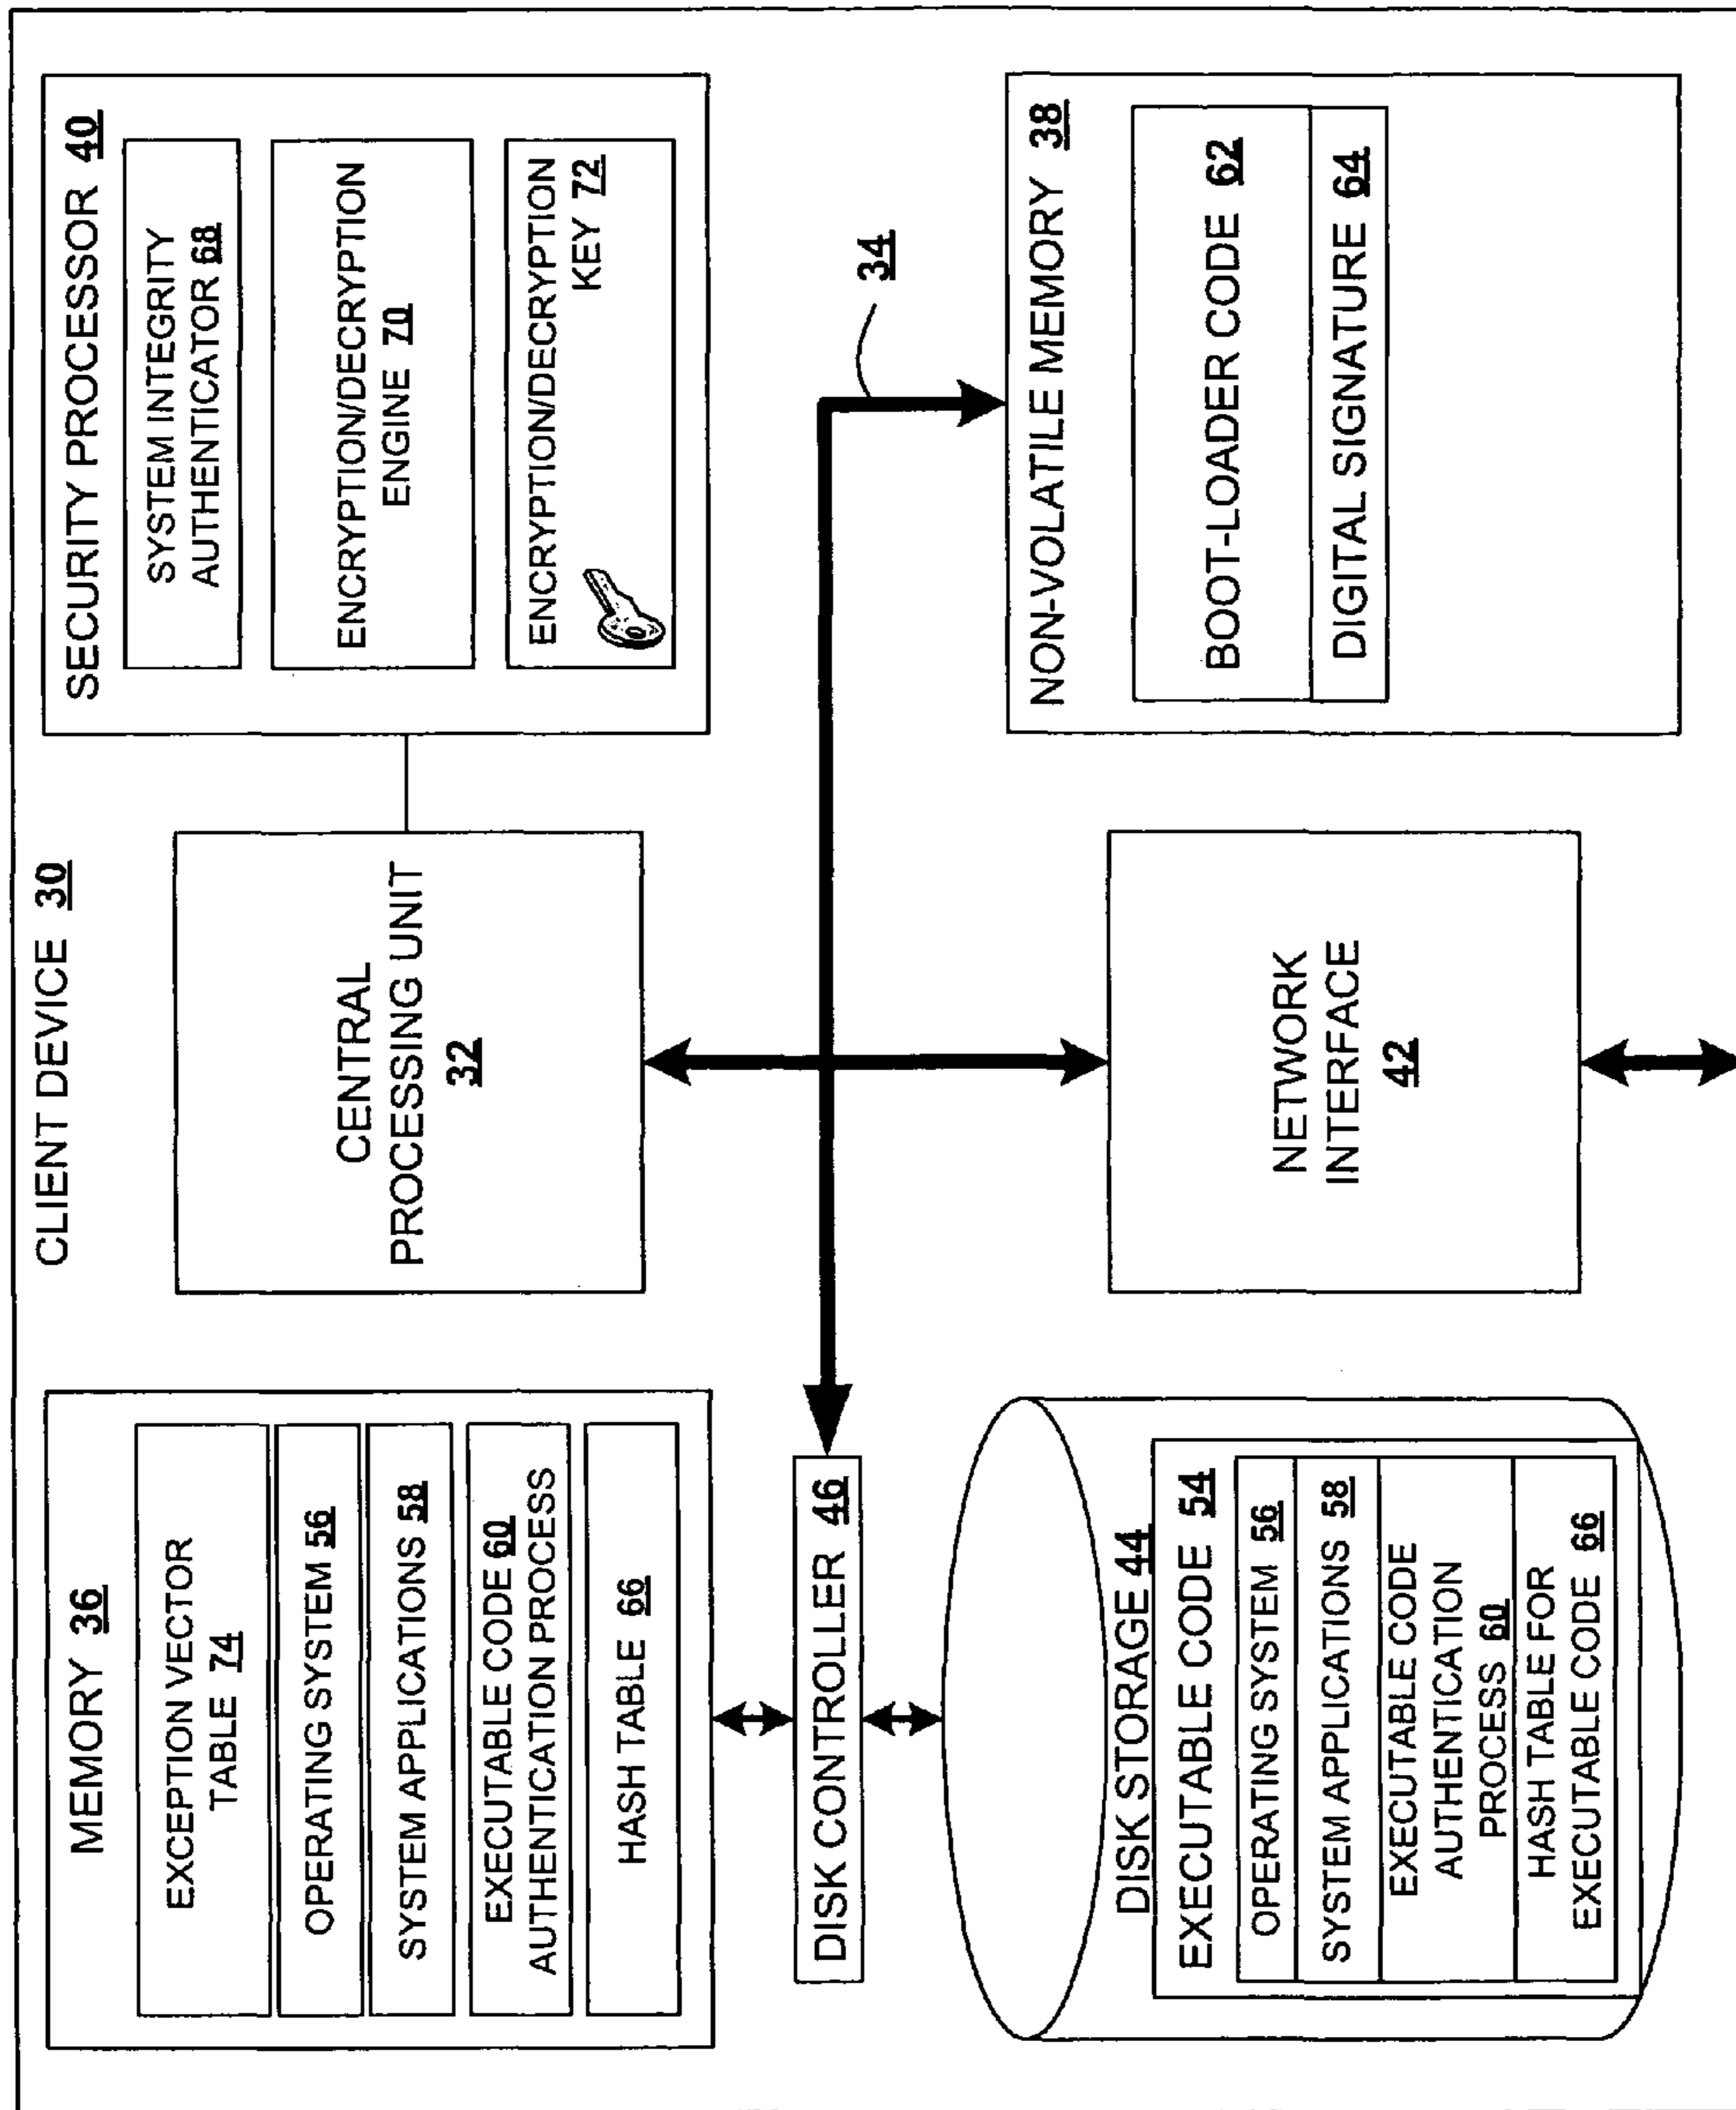 CLIENT DEVICE 30
MEMORY 36
EXCEPTION VECTOR
TABLE 74
OPERATING SYSTEM 56
SYSTEM APPLICATIONS 58
EXECUTABLE CODE 60
AUTHENTICATION PROCESS
HASH TABLE 66
CENTRAL
PROCESSING UNIT
32
SECURITY PROCESSOR 40
SYSTEM INTEGRITY
AUTHENTICATOR 68
ENCRYPTION/DECRYPTION
ENGINE 70
ENCRYPTION/DECRYPTION
KEY 72
DISK CONTROLLER 46
34
DISK STORAGE 44
EXECUTABLE CODE 54
OPERATING SYSTEM 56
SYSTEM APPLICATIONS 58
EXECUTABLE CODE
AUTHENTICATION
PROCESS 60
HASH TABLE FOR
EXECUTABLE CODE 66
NETWORK
INTERFACE
42
NON-VOLATILE MEMORY 38
BOOT-LOADER CODE 62
DIGITAL SIGNATURE 64